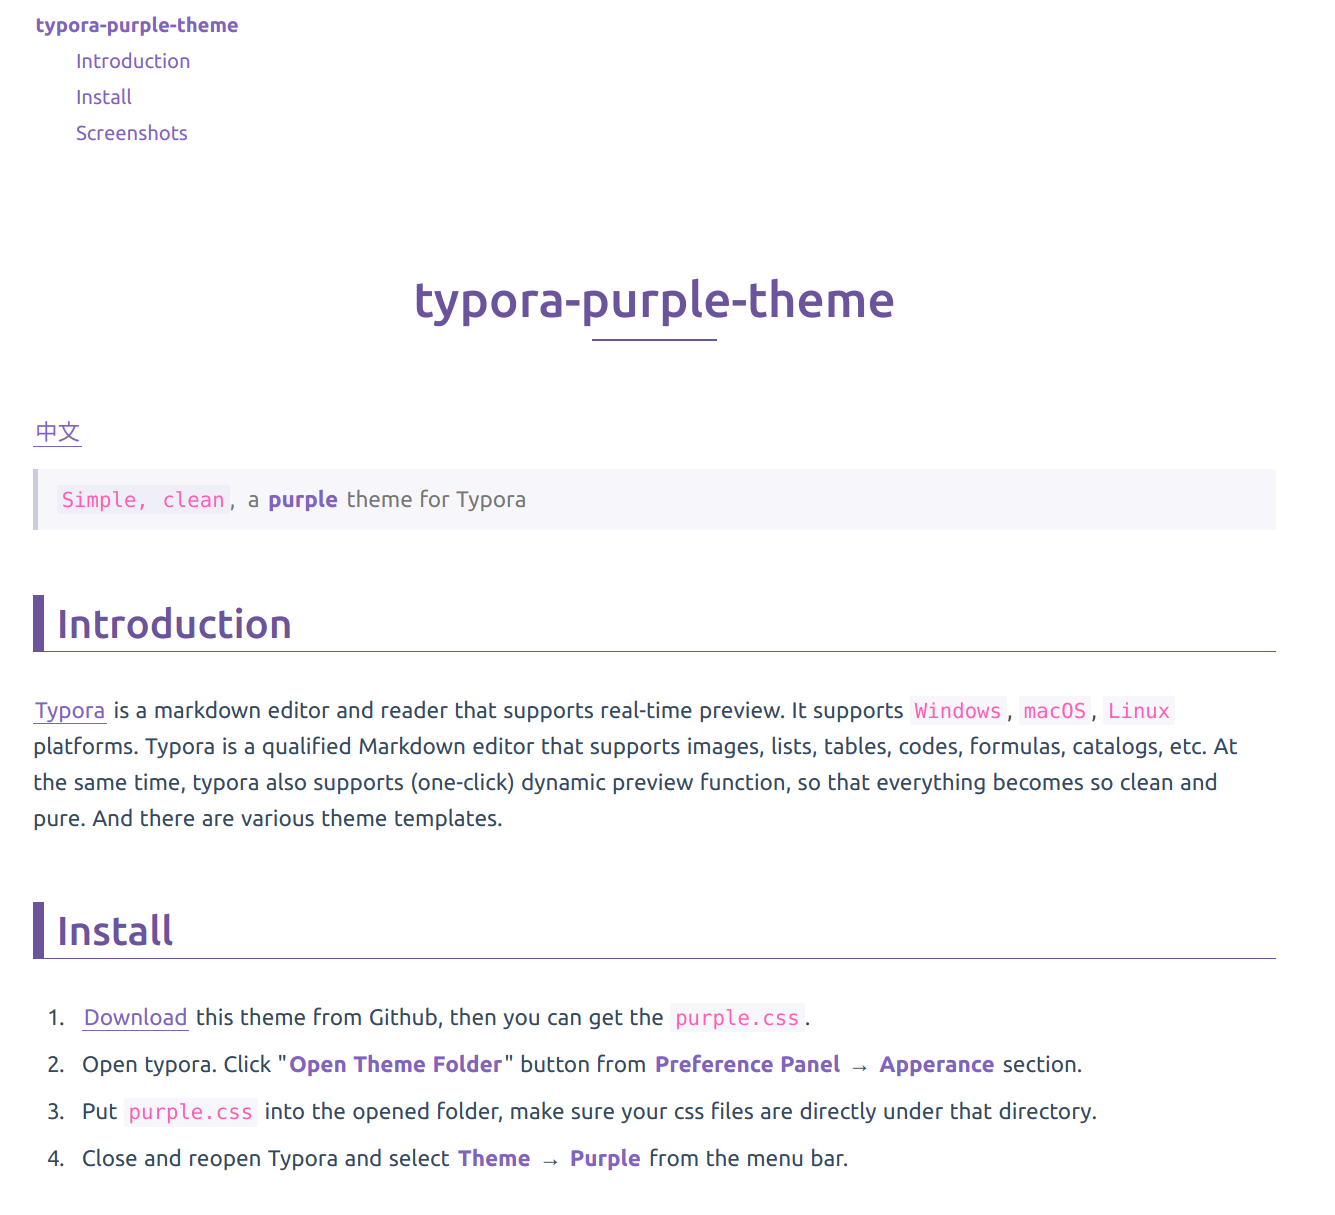 typora-purple-theme
Introduction
Install
Screenshots
typora-purple-theme
中文
Simple, clean, a purple theme for Typora
Introduction
Typora is a markdown editor and reader that supports real-time preview. It supports Windows, macOS, Linux
platforms. Typora is a qualified Markdown editor that supports images, lists, tables, codes, formulas, catalogs, etc. At
the same time, typora also supports (one-click) dynamic preview function, so that everything becomes so clean and
pure. And there are various theme templates.
Install
1. Download this theme from Github, then you can get the purple.css.
2. Open typora. Click "Open Theme Folder" button from Preference Panel → Apperance section.
3. Put purple.css into the opened folder, make sure your css files are directly under that directory.
4. Close and reopen Typora and select Theme → Purple from the menu bar.